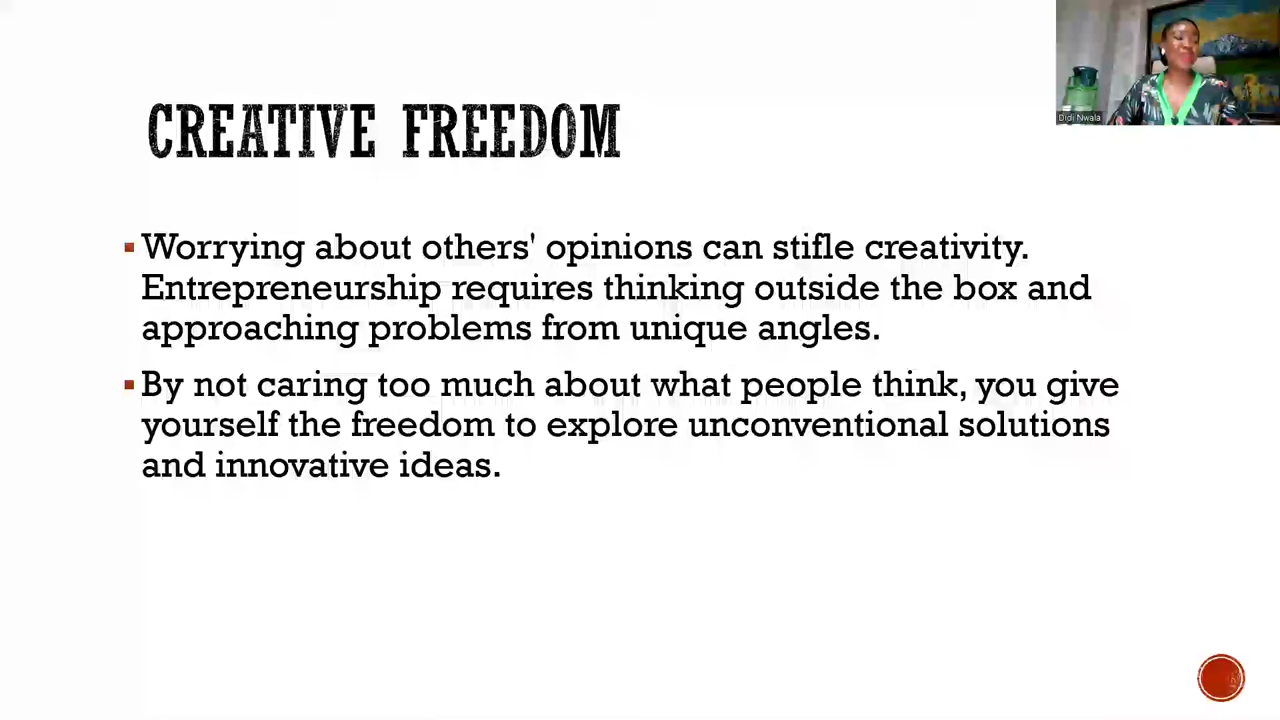 CREATIVE FREEDOM
Worrying about others' opinions can stifle creativity.
Entrepreneurship requires thinking outside the box and
approaching problems from unique angles.
By not caring too much about what people think, you give
yourself the freedom to explore unconventional solutions
and innovative ideas.
Didi Nwala